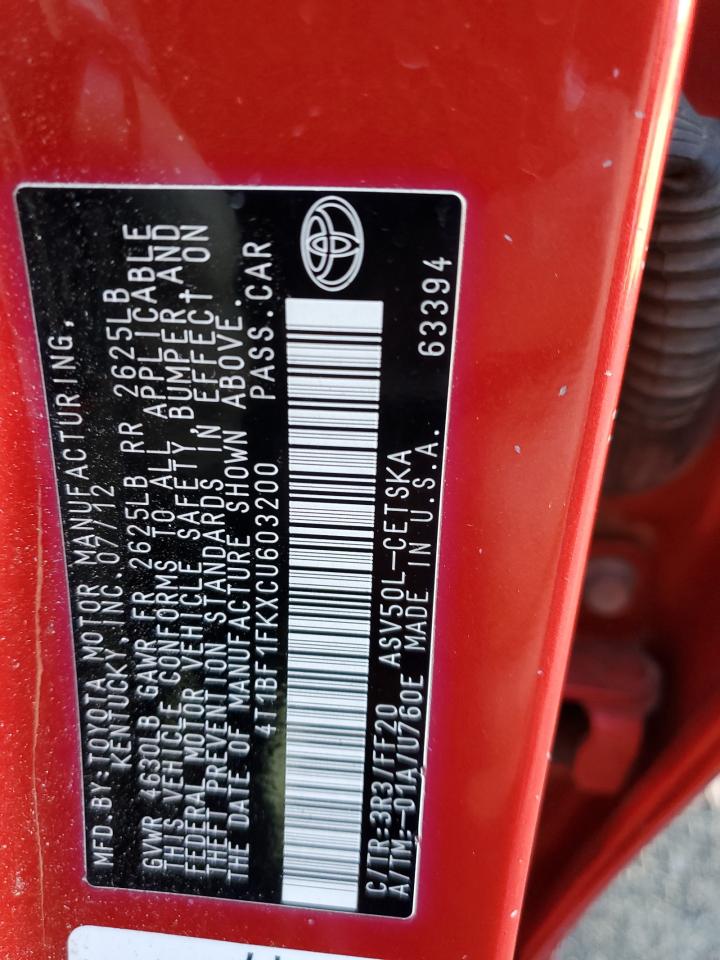 MFD.BY:TOYOTA MOTOR MANUFACTURING,
KENTUCKY, INC.07/12
GVWR 4630LB GAWR FR 2625LB RR 2625LB
THIS VEHICLE CONFORMS TO ALL APPLICABLE
FEDERAL MOTOR VEHICLE SAFETY,BUMPER,AND
THEFT PREVENTION STANDARDS IN EFFECT ON
THE DATE OF MANUFACTURE SHOWN ABOVE.
4T1BF1FKXCU603200 PASS.CAR
C/TR:3R3/FF20 ASV50L-CETSKA
A/TM:-01A/U760E MADE IN U.S.A. 63394